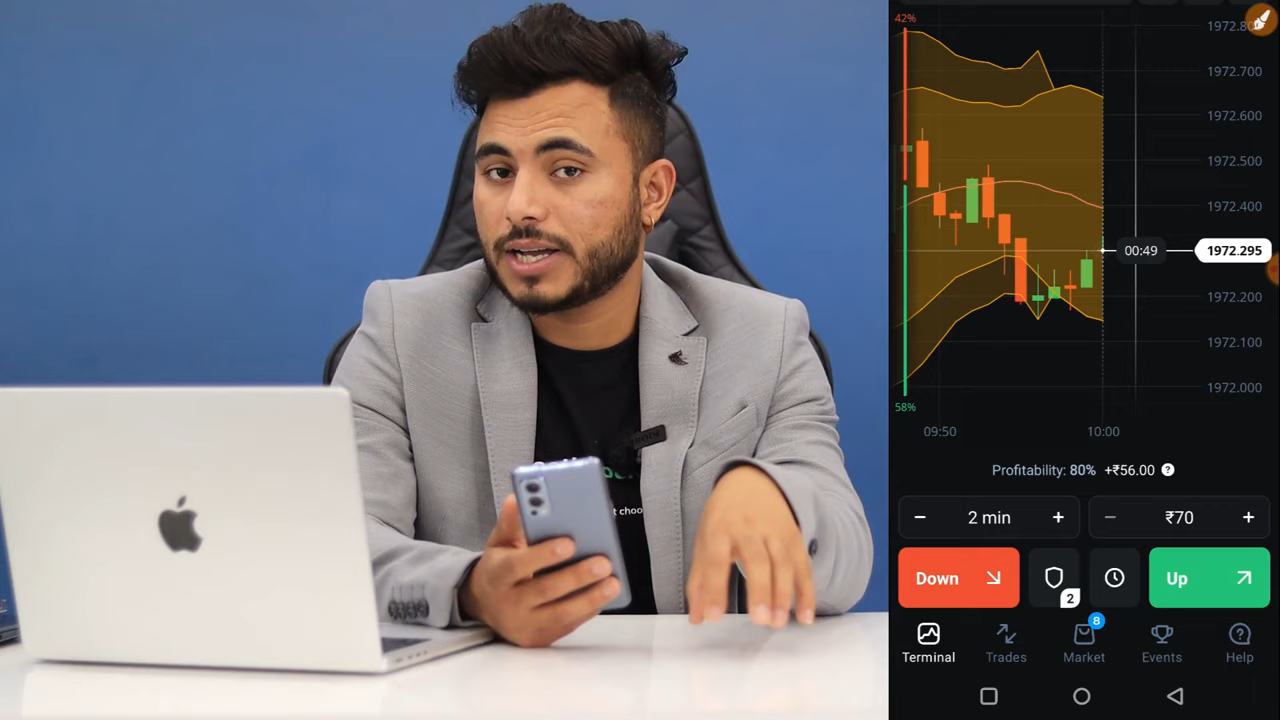 42%
1972.700
1972.600
1972.500
1972.400
00:49
1972.295
1972.200
1972.100
1972.000
58%
09:50
10:00
Profitability: 80% +₹56.00 ?
− 2 min +
− ₹70 +
Down
2
Up
8
Terminal
Trades
Market
Events
Help